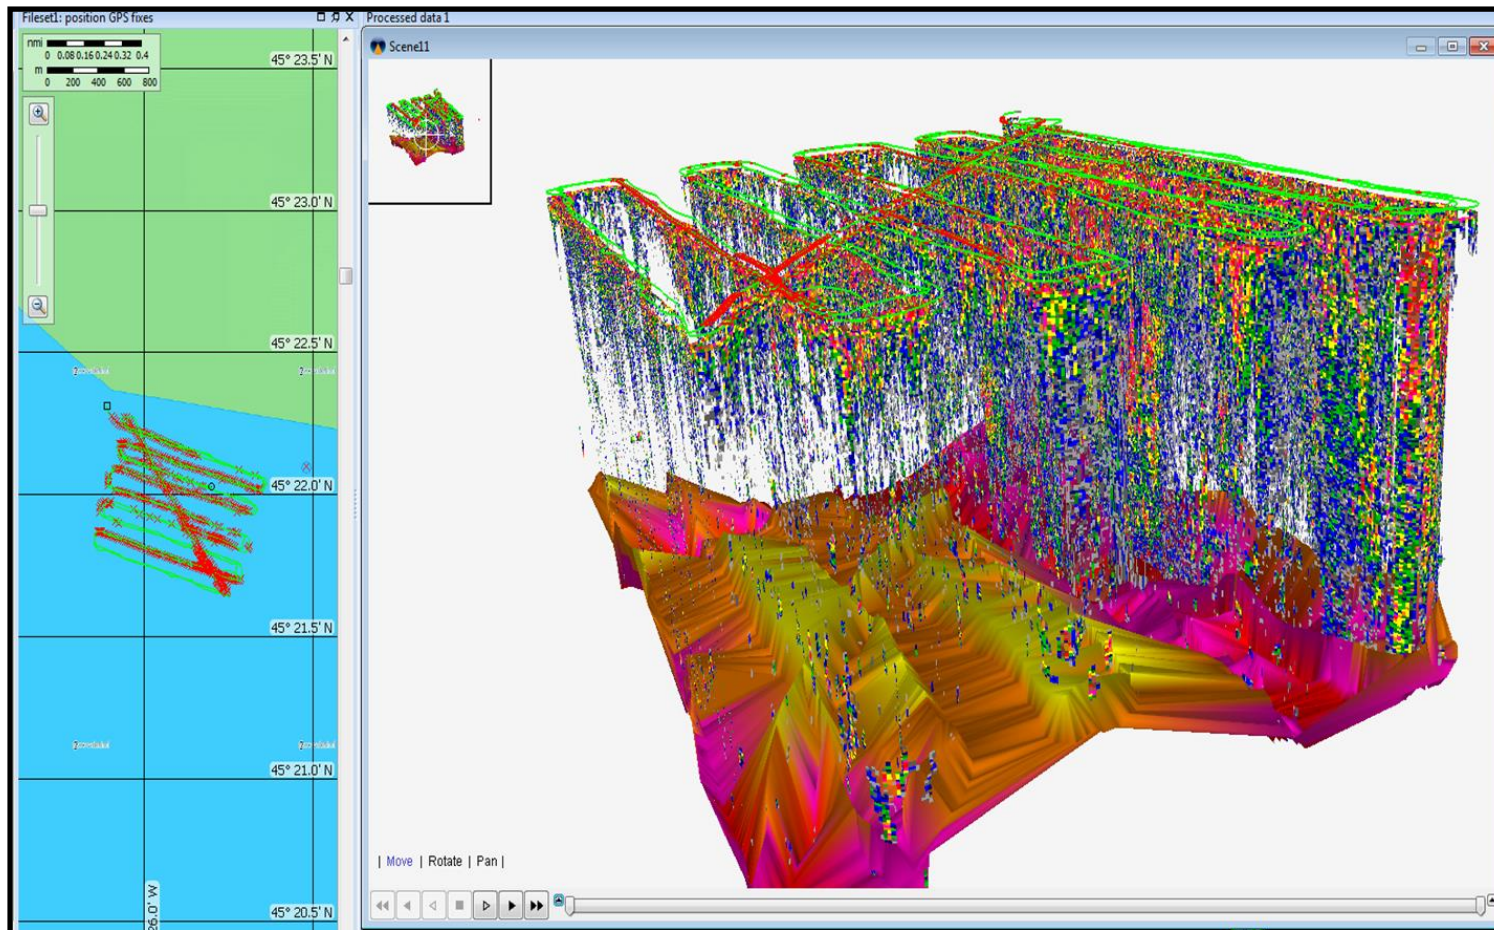 Fileset1: position GPS fixes
Processed data 1
Scene11
nmi
0 0.08 0.16 0.24 0.32 0.4
m
0 200 400 600 800
45° 23.5' N
45° 23.0' N
45° 22.5' N
45° 22.0' N
45° 21.5' N
45° 21.0' N
45° 20.5' N
26.0' W
| Move | Rotate | Pan |